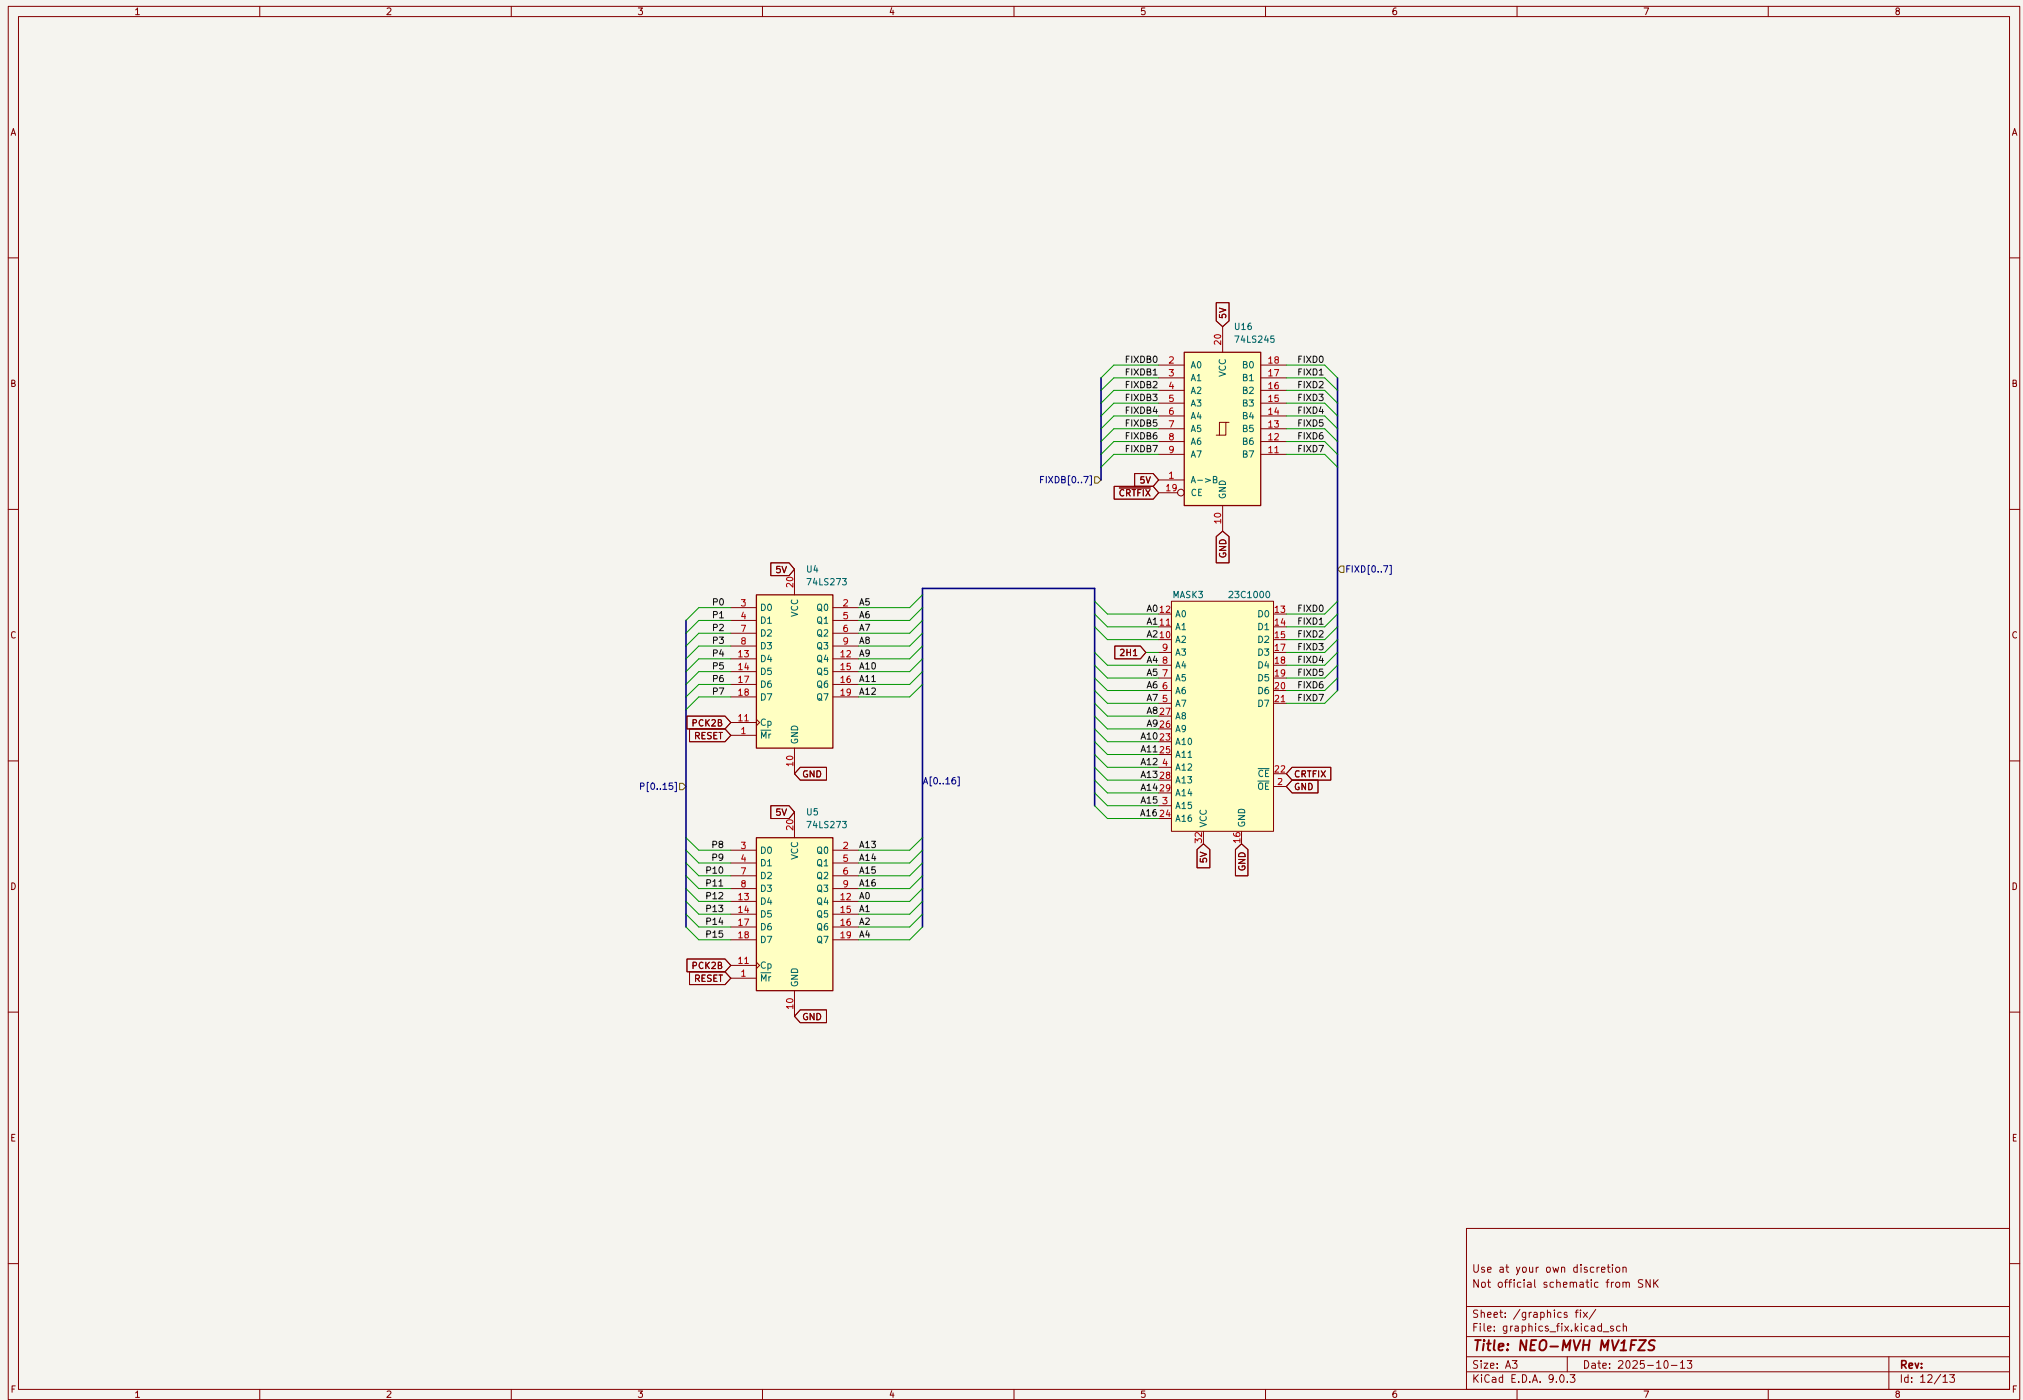 1 2 3 4 5 6 7 8
A A
B B
C C
D D
E E
F F
5V
U16
74LS245
20
VCC
FIXDB0 2 A0 B0 18 FIXD0
FIXDB1 3 A1 B1 17 FIXD1
FIXDB2 4 A2 B2 16 FIXD2
FIXDB3 5 A3 B3 15 FIXD3
FIXDB4 6 A4 B4 14 FIXD4
FIXDB5 7 A5 B5 13 FIXD5
FIXDB6 8 A6 B6 12 FIXD6
FIXDB7 9 A7 B7 11 FIXD7
FIXDB[0..7] 5V 1 A->B
CRTFIX 19 CE GND
10
GND
FIXD[0..7]
5V U4
74LS273
20
VCC
P0 3 D0 Q0 2 A5
P1 4 D1 Q1 5 A6
P2 7 D2 Q2 6 A7
P3 8 D3 Q3 9 A8
P4 13 D4 Q4 12 A9
P5 14 D5 Q5 15 A10
P6 17 D6 Q6 16 A11
P7 18 D7 Q7 19 A12
PCK2B 11 Cp
RESET 1 Mr GND
10
GND
MASK3 23C1000
A0 12 A0 D0 13 FIXD0
A1 11 A1 D1 14 FIXD1
A2 10 A2 D2 15 FIXD2
2H1 9 A3 D3 17 FIXD3
A4 8 A4 D4 18 FIXD4
A5 7 A5 D5 19 FIXD5
A6 6 A6 D6 20 FIXD6
A7 5 A7 D7 21 FIXD7
A8 27 A8
A9 26 A9
A10 23 A10
A11 25 A11
A12 4 A12
A13 28 A13 CE 22 CRTFIX
A14 29 A14 OE 2 GND
A15 3 A15
A16 24 A16
VCC GND
32 16
5V GND
P[0..15]
A[0..16]
5V U5
74LS273
20
VCC
P8 3 D0 Q0 2 A13
P9 4 D1 Q1 5 A14
P10 7 D2 Q2 6 A15
P11 8 D3 Q3 9 A16
P12 13 D4 Q4 12 A0
P13 14 D5 Q5 15 A1
P14 17 D6 Q6 16 A2
P15 18 D7 Q7 19 A4
PCK2B 11 Cp
RESET 1 Mr GND
10
GND
Use at your own discretion
Not official schematic from SNK
Sheet: /graphics fix/
File: graphics_fix.kicad_sch
Title: NEO-MVH MV1FZS
Size: A3 Date: 2025-10-13 Rev:
KiCad E.D.A. 9.0.3 Id: 12/13
1 2 3 4 5 6 7 8